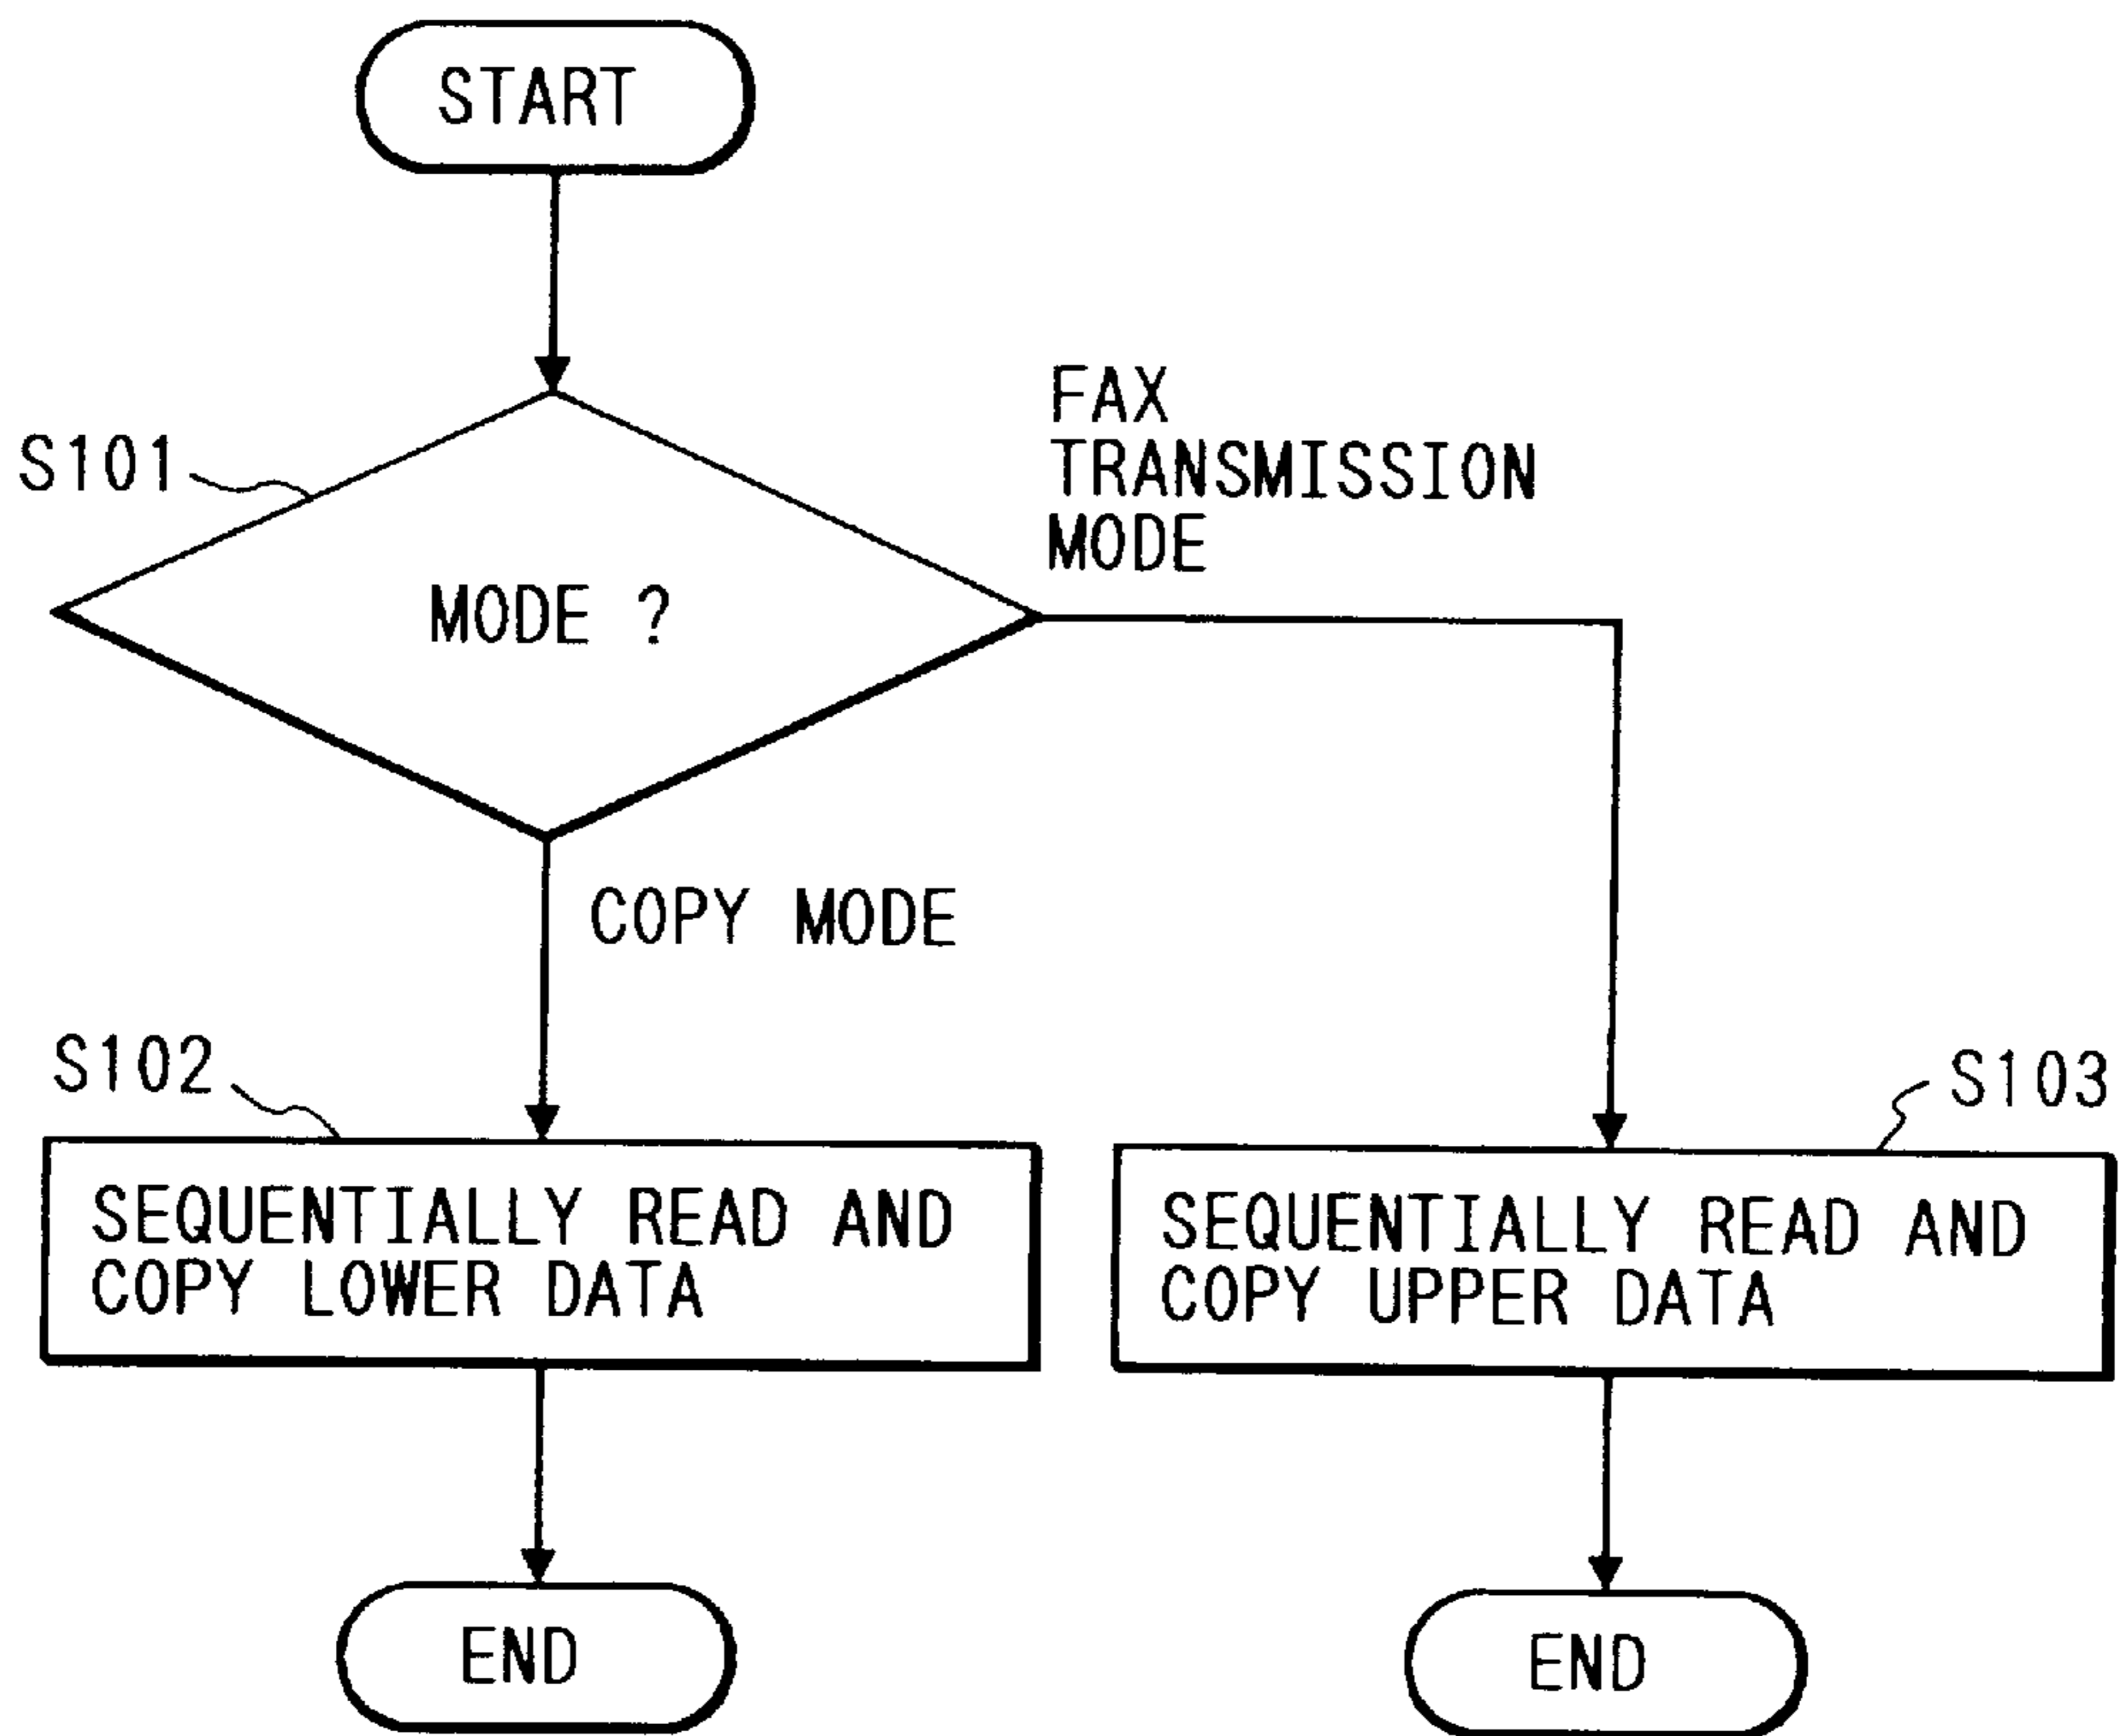 START
S101
MODE ?
FAX
TRANSMISSION
MODE
COPY MODE
S102
SEQUENTIALLY READ AND
COPY LOWER DATA
S103
SEQUENTIALLY READ AND
COPY UPPER DATA
END
END